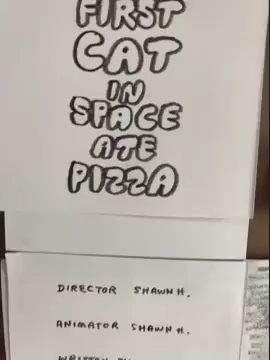 FIRST
CAT
IN
SPACE
ATE
PIZZA
DIRECTOR SHAWN H.
ANIMATOR SHAWN H.